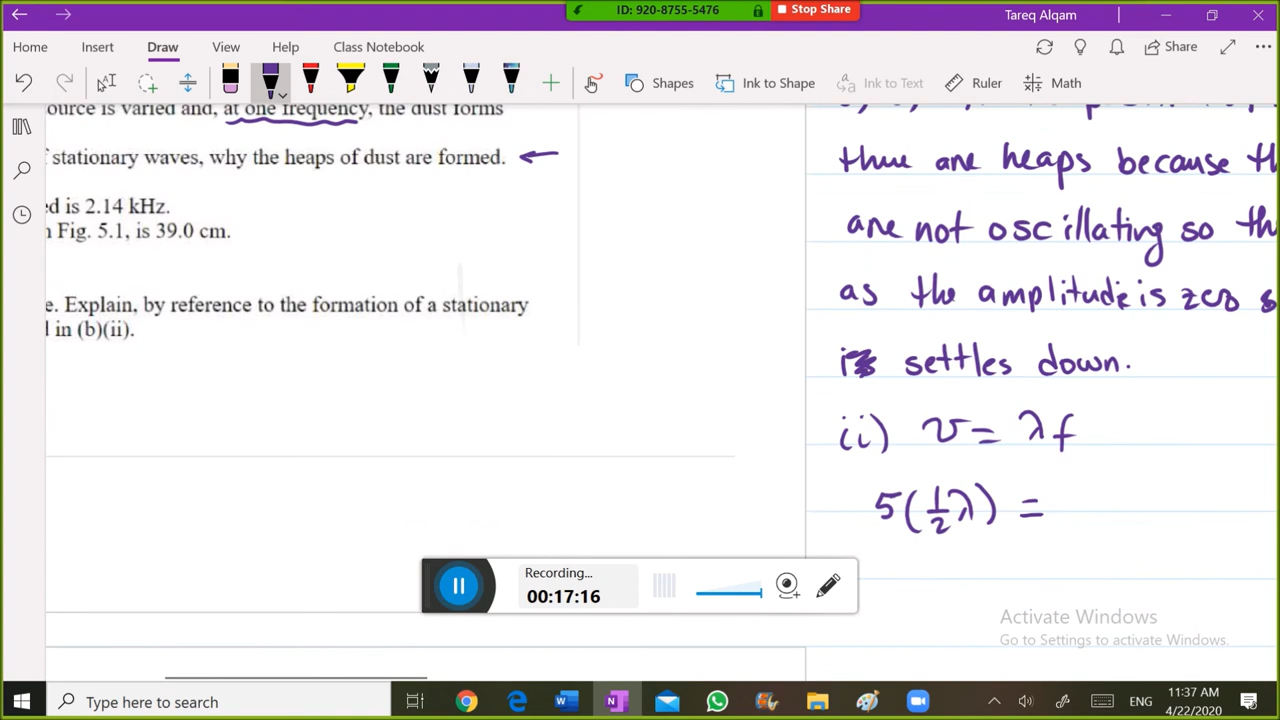 ID: 920-8755-5476
Stop Share
Tareq Alqam
Home Insert Draw View Help Class Notebook
Share
Shapes Ink to Shape Ink to Text Ruler Math
ource is varied and, at one frequency, the dust forms
stationary waves, why the heaps of dust are formed.
ed is 2.14 kHz.
n Fig. 5.1, is 39.0 cm.
e. Explain, by reference to the formation of a stationary
d in (b)(ii).
thue are heaps because th
are not oscillating so th
as the amplitude is zero s
settles down.
ii) v = λf
5(1/2 λ) =
Recording...
00:17:16
Activate Windows
Go to Settings to activate Windows.
Type here to search
ENG
11:37 AM
4/22/2020